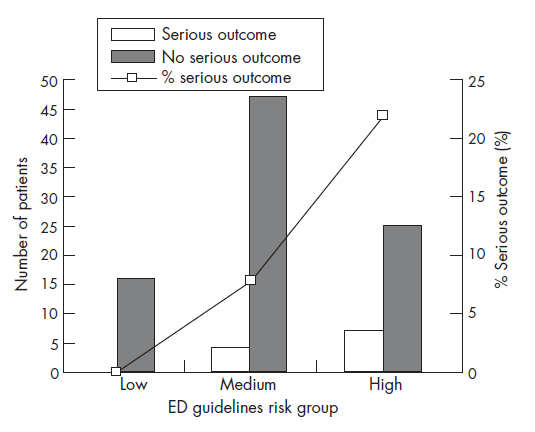 Serious outcome
No serious outcome
% serious outcome
50
45
40
35
30
25
20
15
10
5
0
Number of patients
25
20
15
10
5
0
% Serious outcome (%)
Low Medium High
ED guidelines risk group